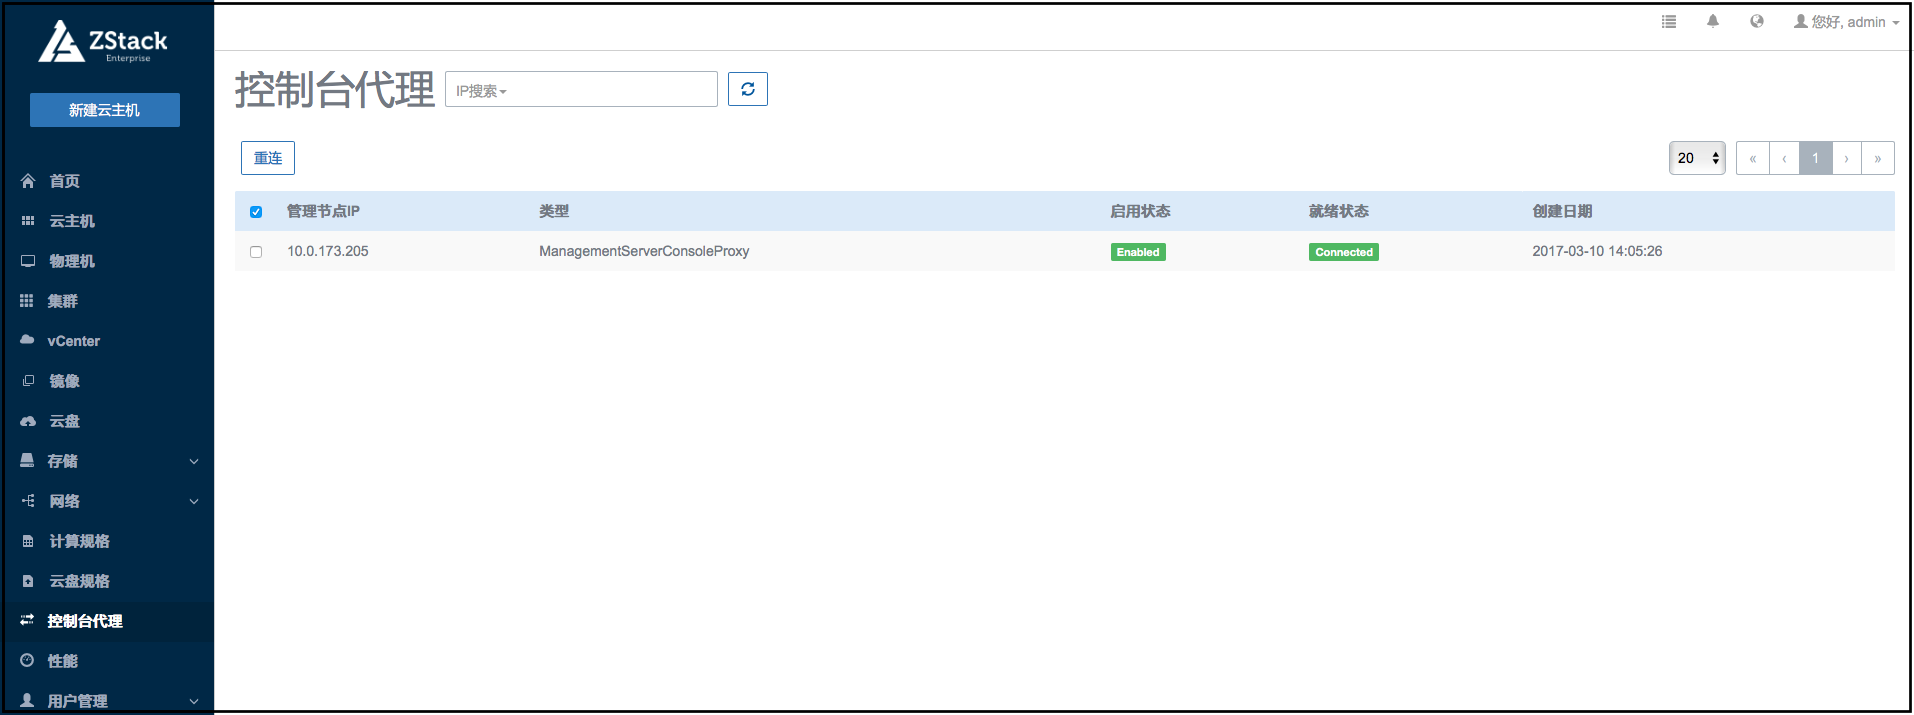 ZStack
Enterprise
新建云主机
首页
云主机
物理机
集群
vCenter
镜像
云盘
存储
网络
计算规格
云盘规格
控制台代理
性能
用户管理
您好, admin
控制台代理 IP搜索
重连
20 « ‹ 1 › »
管理节点IP 类型 启用状态 就绪状态 创建日期
10.0.173.205 ManagementServerConsoleProxy Enabled Connected 2017-03-10 14:05:26